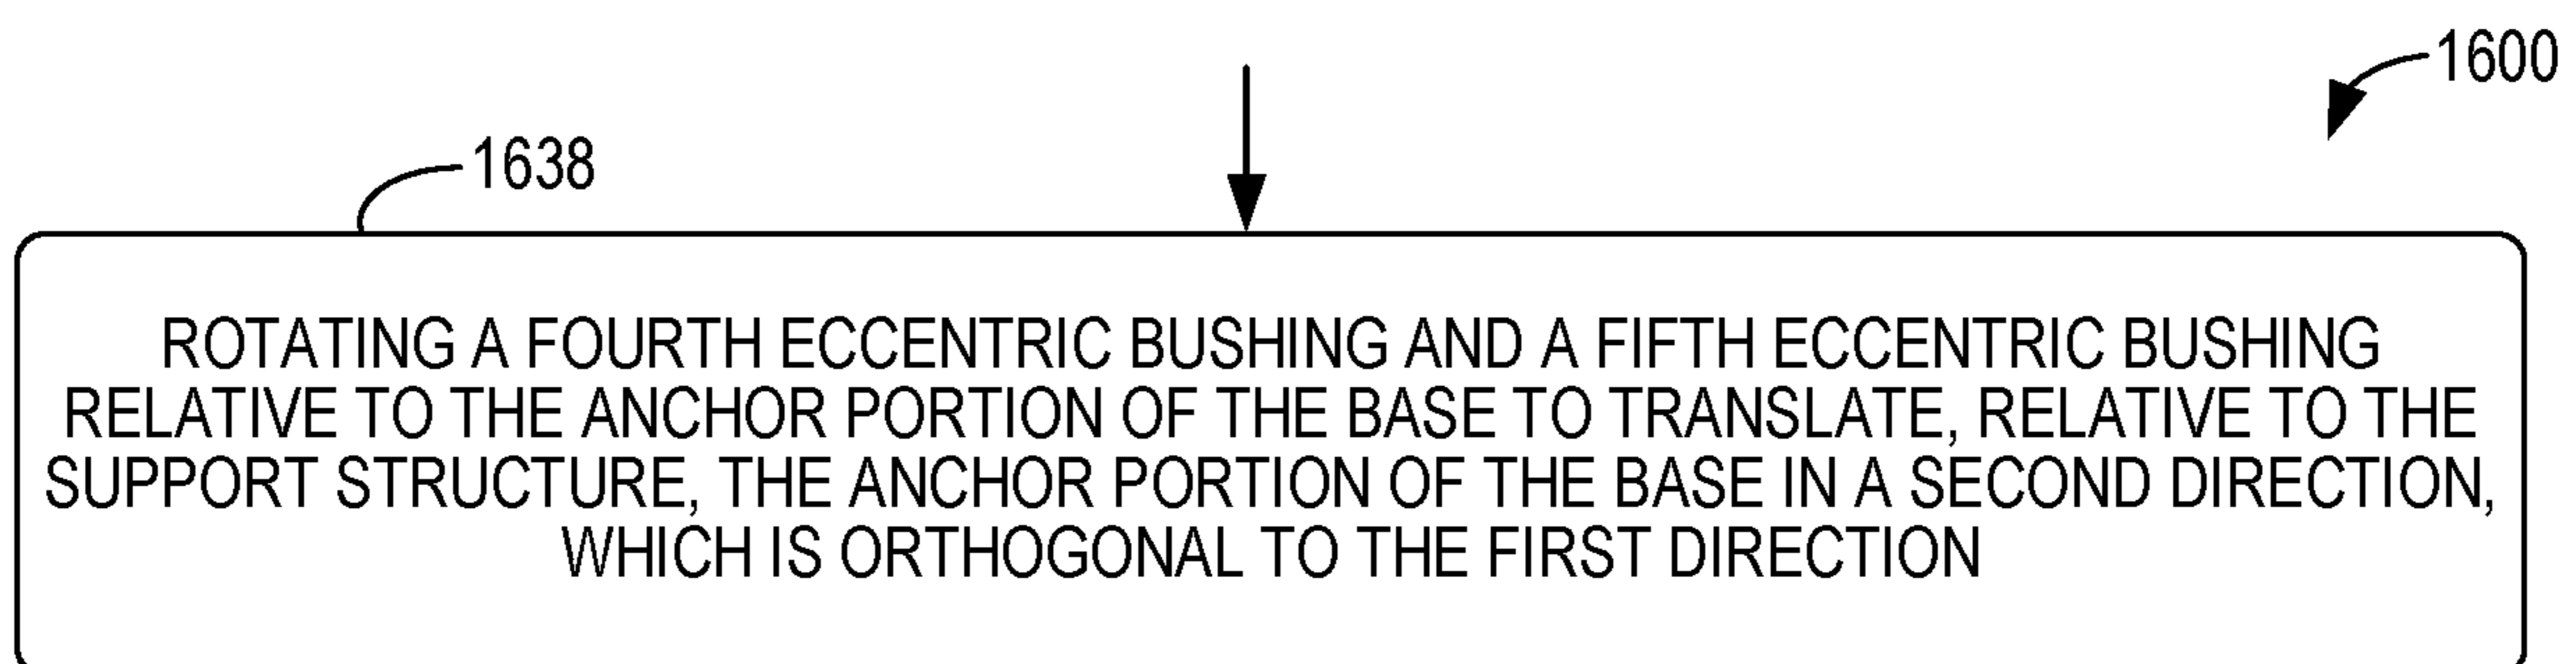 1600
1638
ROTATING A FOURTH ECCENTRIC BUSHING AND A FIFTH ECCENTRIC BUSHING
RELATIVE TO THE ANCHOR PORTION OF THE BASE TO TRANSLATE, RELATIVE TO THE
SUPPORT STRUCTURE, THE ANCHOR PORTION OF THE BASE IN A SECOND DIRECTION,
WHICH IS ORTHOGONAL TO THE FIRST DIRECTION